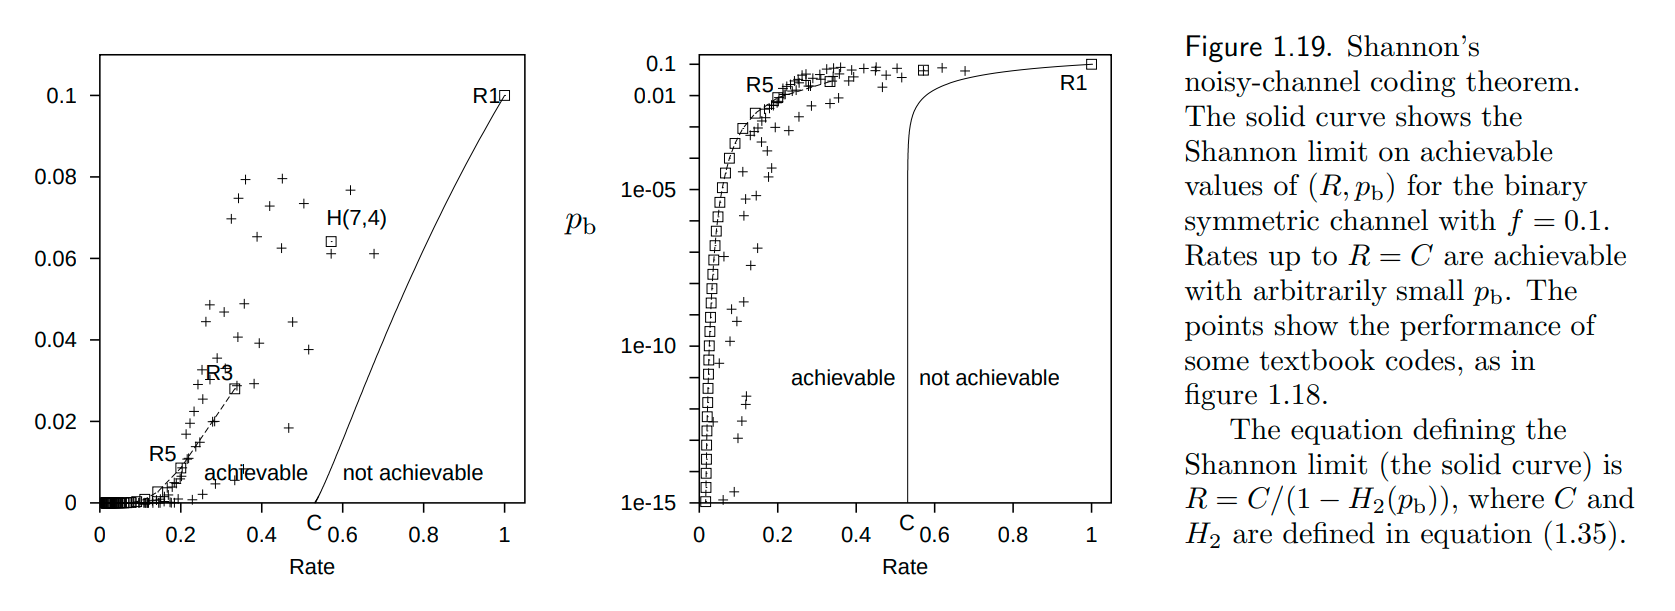 0.1
0.08
0.06
0.04
0.02
0
R1
H(7,4)
R3
R5
achievable
not achievable
0
0.2
0.4
C
0.6
0.8
1
Rate
p_b
0.1
0.01
1e-05
1e-10
1e-15
R5
R1
achievable
not achievable
0
0.2
0.4
C
0.6
0.8
1
Rate
Figure 1.19. Shannon's
noisy-channel coding theorem.
The solid curve shows the
Shannon limit on achievable
values of (R, p_b) for the binary
symmetric channel with f = 0.1.
Rates up to R = C are achievable
with arbitrarily small p_b. The
points show the performance of
some textbook codes, as in
figure 1.18.
The equation defining the
Shannon limit (the solid curve) is
R = C/(1 − H_2(p_b)), where C and
H_2 are defined in equation (1.35).